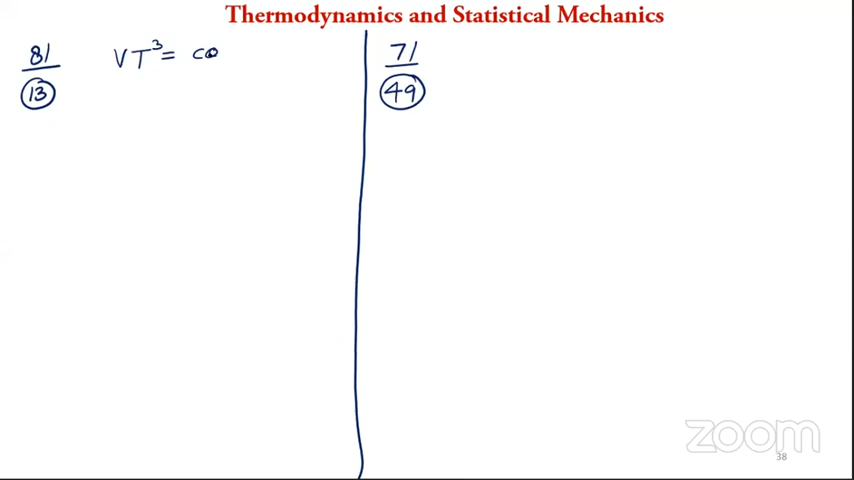 Thermodynamics and Statistical Mechanics
81
13
VT³ = co
71
49
zoom
38